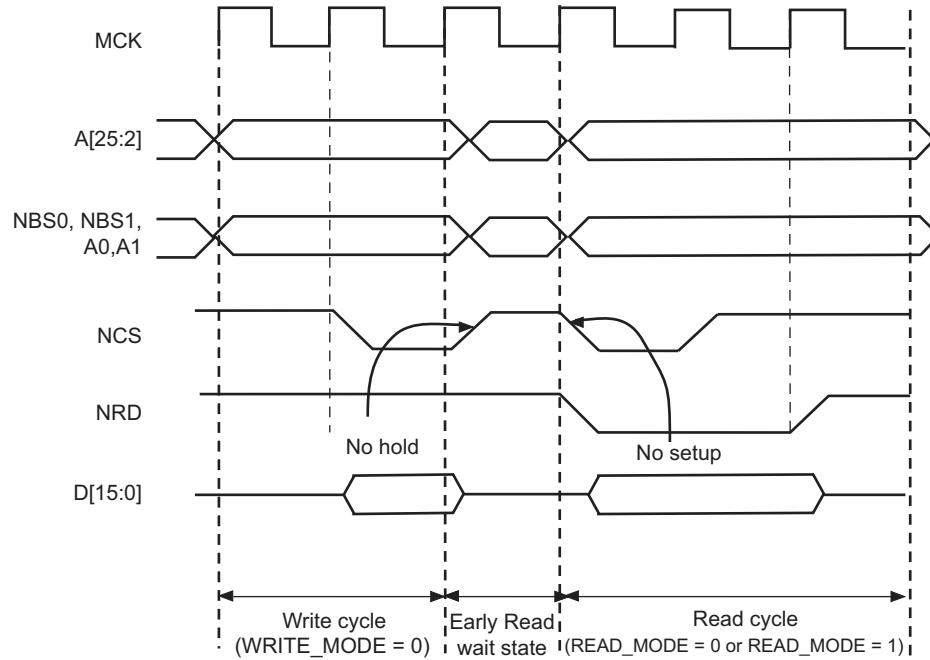 MCK
A[25:2]
NBS0, NBS1,
A0,A1
NCS
NRD
No hold
No setup
D[15:0]
Write cycle
(WRITE_MODE = 0)
Early Read
wait state
Read cycle
(READ_MODE = 0 or READ_MODE = 1)